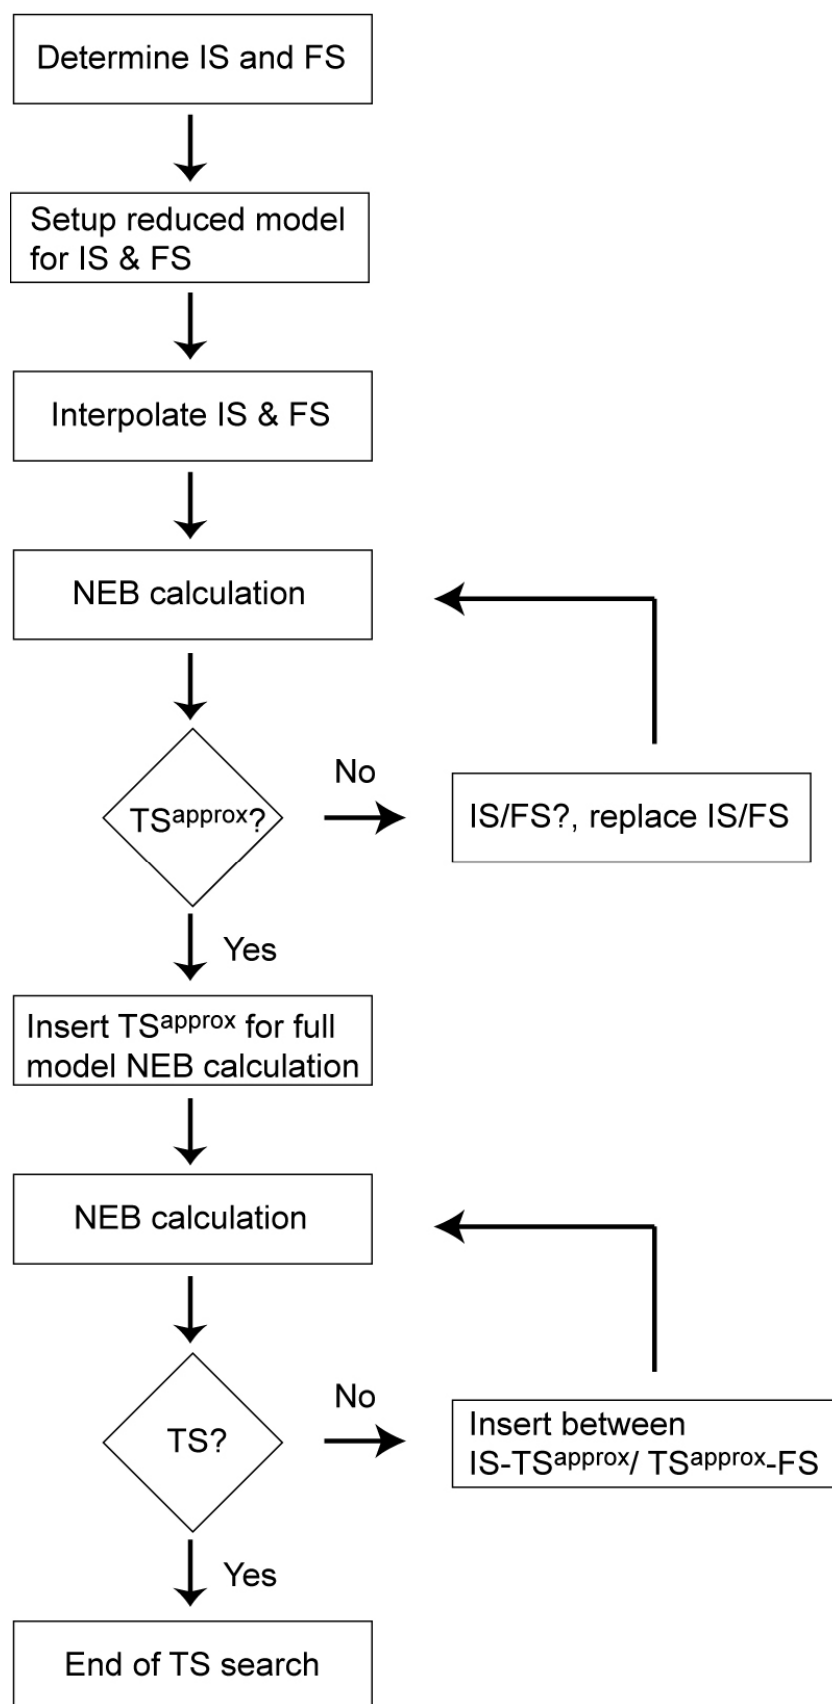 Determine IS and FS
Setup reduced model
for IS & FS
Interpolate IS & FS
NEB calculation
TSapprox?
No
IS/FS?, replace IS/FS
Yes
Insert TSapprox for full
model NEB calculation
NEB calculation
TS?
No
Insert between
IS-TSapprox/ TSapprox-FS
Yes
End of TS search